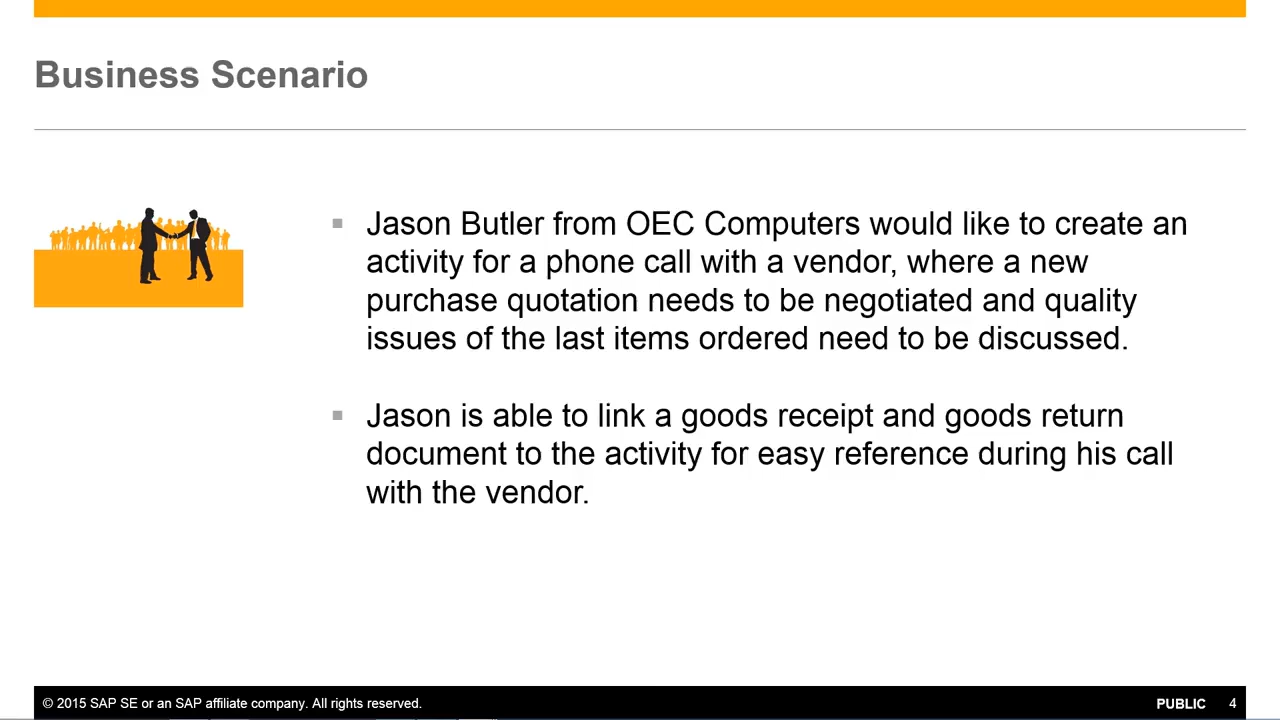 Business Scenario
Jason Butler from OEC Computers would like to create an
activity for a phone call with a vendor, where a new
purchase quotation needs to be negotiated and quality
issues of the last items ordered need to be discussed.
Jason is able to link a goods receipt and goods return
document to the activity for easy reference during his call
with the vendor.
© 2015 SAP SE or an SAP affiliate company. All rights reserved.
PUBLIC 4